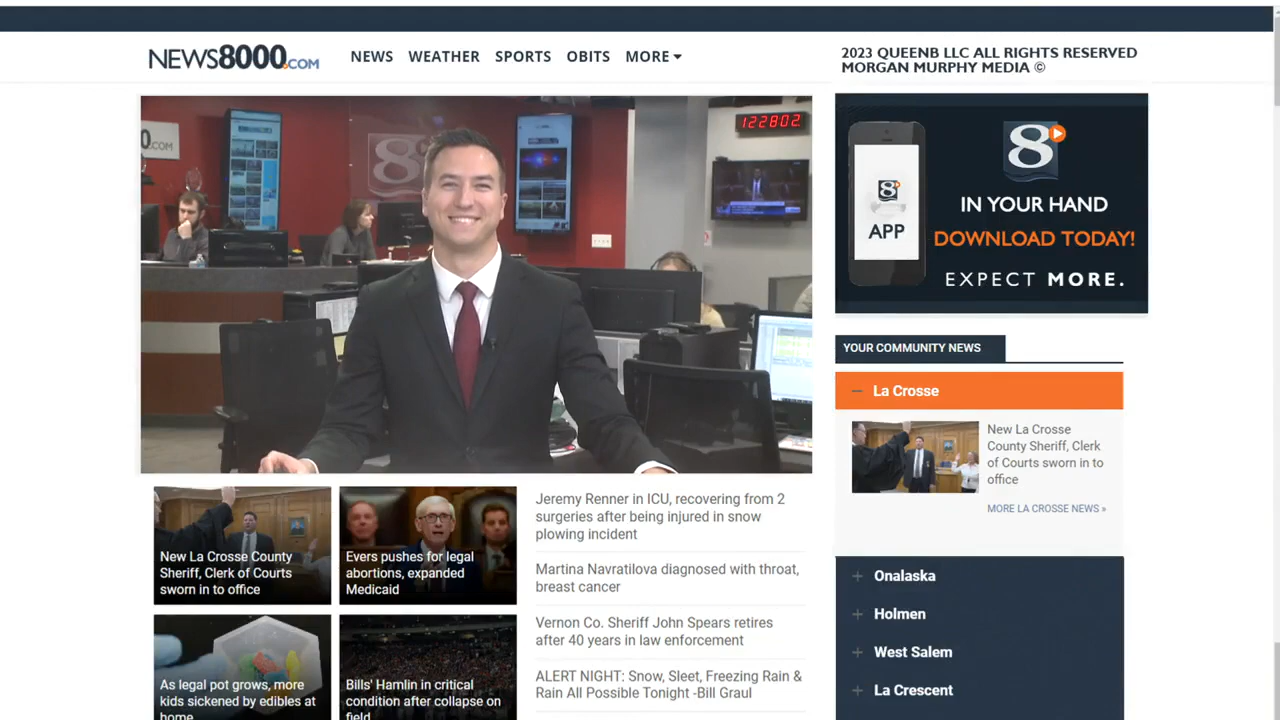 NEWS8000.COM
NEWS
WEATHER
SPORTS
OBITS
MORE
2023 QUEENB LLC ALL RIGHTS RESERVED
MORGAN MURPHY MEDIA ©
0.COM
8
122802
8
8
APP
IN YOUR HAND
DOWNLOAD TODAY!
EXPECT MORE.
YOUR COMMUNITY NEWS
La Crosse
New La Crosse
County Sheriff, Clerk
of Courts sworn in to
office
MORE LA CROSSE NEWS »
Onalaska
Holmen
West Salem
La Crescent
New La Crosse County
Sheriff, Clerk of Courts
sworn in to office
Evers pushes for legal
abortions, expanded
Medicaid
As legal pot grows, more
kids sickened by edibles at
home
Bills' Hamlin in critical
condition after collapse on
field
Jeremy Renner in ICU, recovering from 2
surgeries after being injured in snow
plowing incident
Martina Navratilova diagnosed with throat,
breast cancer
Vernon Co. Sheriff John Spears retires
after 40 years in law enforcement
ALERT NIGHT: Snow, Sleet, Freezing Rain &
Rain All Possible Tonight -Bill Graul